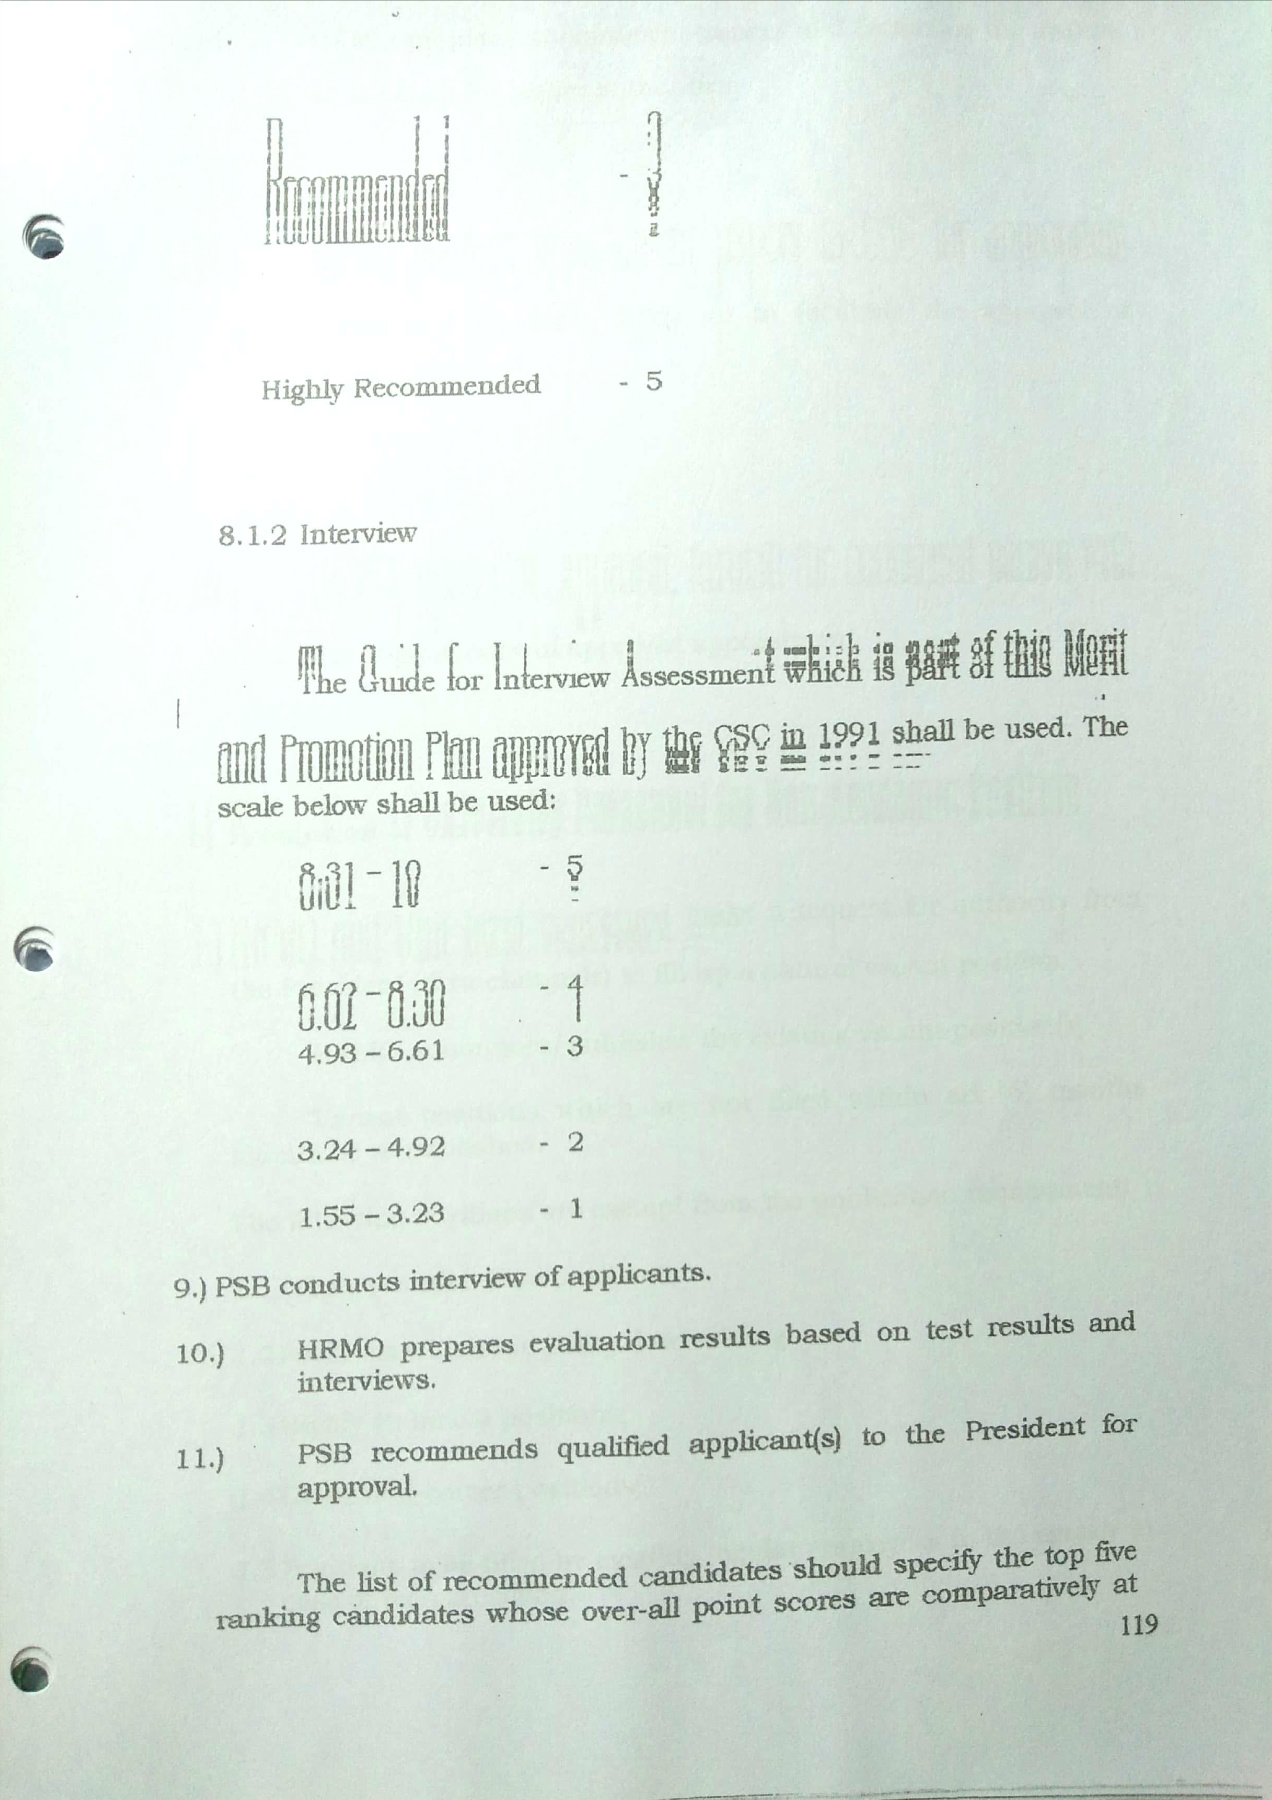 Recommended -
Highly Recommended - 5
8.1.2 Interview
The Guide for Interview Assessment which is part of this Merit
and Promotion Plan approved by the CSC in 1991 shall be used. The
scale below shall be used:
8.31 – 10 - 5
6.62 – 8.30 - 4
4.93 – 6.61 - 3
3.24 – 4.92 - 2
1.55 – 3.23 - 1
9.) PSB conducts interview of applicants.
10.) HRMO prepares evaluation results based on test results and
interviews.
11.) PSB recommends qualified applicant(s) to the President for
approval.
The list of recommended candidates should specify the top five
ranking candidates whose over-all point scores are comparatively at
119